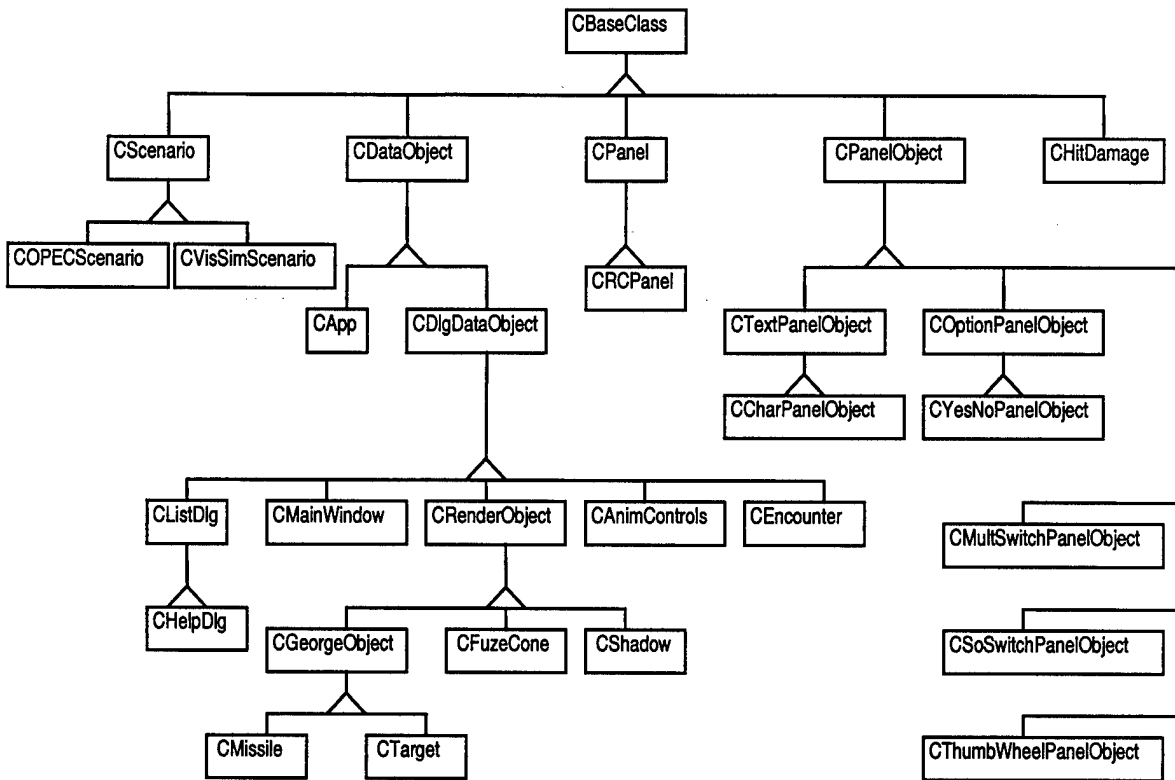 CBaseClass
CScenario
CDataObject
CPanel
CPanelObject
CHitDamage
COPECScenario
CVisSimScenario
CRCPanel
CApp
CDlgDataObject
CTextPanelObject
COptionPanelObject
CCharPanelObject
CYesNoPanelObject
CListDlg
CMainWindow
CRenderObject
CAnimControls
CEncounter
CMultSwitchPanelObject
CHelpDlg
CGeorgeObject
CFuzeCone
CShadow
CSoSwitchPanelObject
CMissile
CTarget
CThumbWheelPanelObject